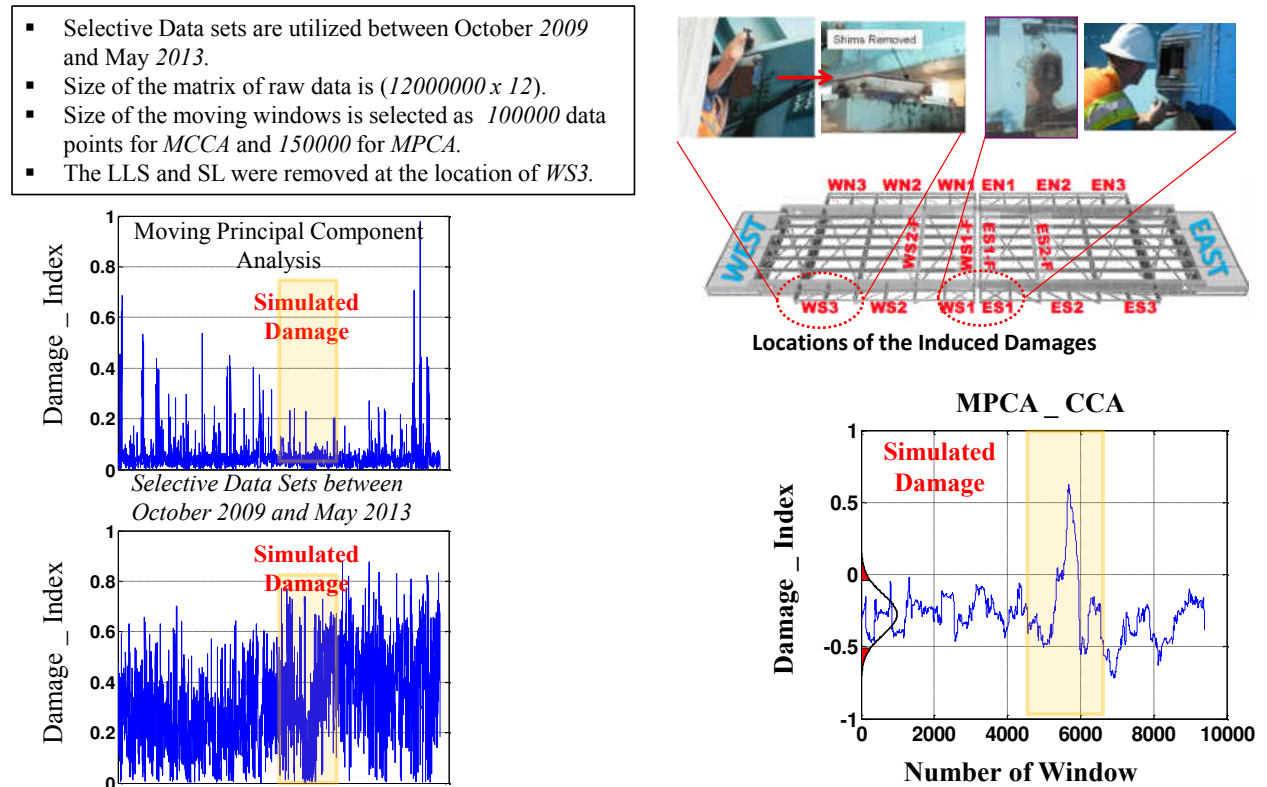 ▪ Selective Data sets are utilized between October 2009
and May 2013.
▪ Size of the matrix of raw data is (12000000 x 12).
▪ Size of the moving windows is selected as 100000 data
points for MCCA and 150000 for MPCA.
▪ The LLS and SL were removed at the location of WS3.
Shims Removed
WN3 WN2 WN1 EN1 EN2 EN3
WEST
WS2-F
WS1-F
ES1-F
ES2-F
EAST
WS3 WS2 WS1 ES1 ES2 ES3
Locations of the Induced Damages
Moving Principal Component
Analysis
Simulated
Damage
Damage _ Index
1
0.8
0.6
0.4
0.2
0
Selective Data Sets between
October 2009 and May 2013
Simulated
Damage
Damage _ Index
1
0.8
0.6
0.4
0.2
0
MPCA _ CCA
Simulated
Damage
Damage _ Index
1
0.5
0
-0.5
-1
0 2000 4000 6000 8000 10000
Number of Window